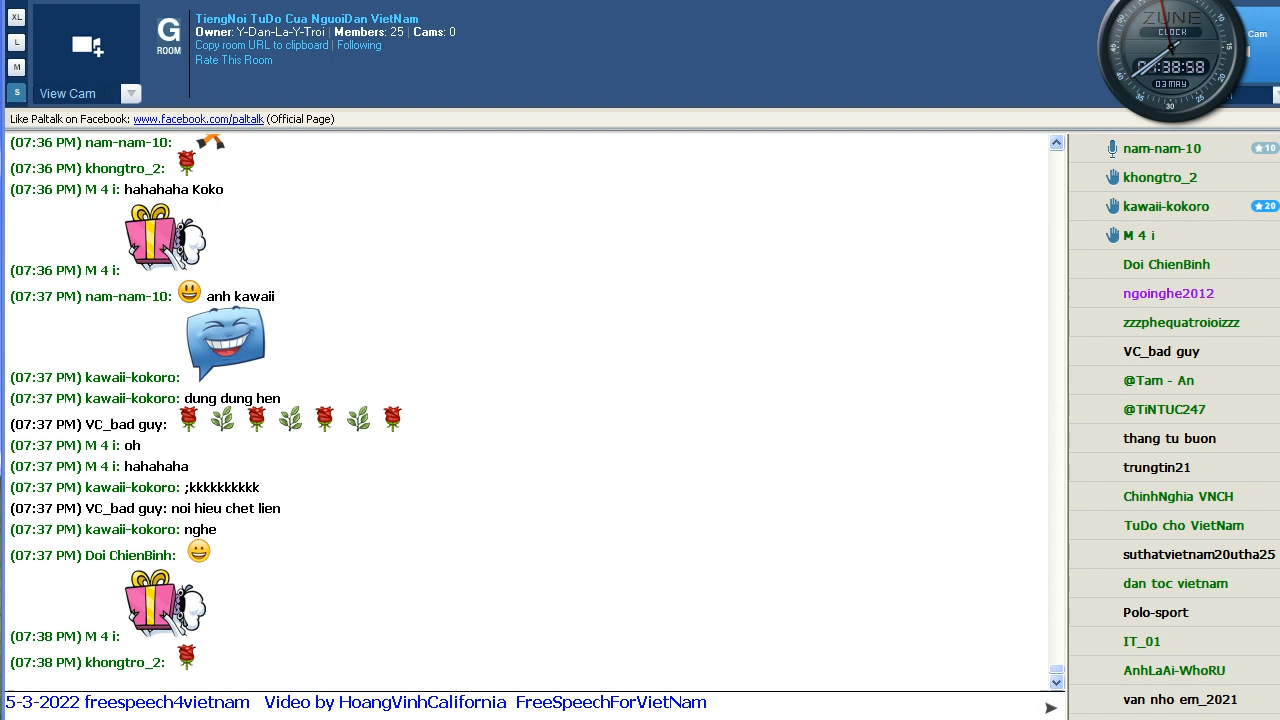 XL
L
M
S
View Cam
G
ROOM
TiengNoi TuDo Cua NguoiDan VietNam
Owner: Y-Dan-La-Y-Troi | Members: 25 | Cams: 0
Copy room URL to clipboard | Following
Rate This Room
ZUNE
CLOCK
38:58
03 MAY
Cam
Like Paltalk on Facebook: www.facebook.com/paltalk (Official Page)
(07:36 PM) nam-nam-10:
(07:36 PM) khongtro_2:
(07:36 PM) M 4 i: hahahaha Koko
(07:36 PM) M 4 i:
(07:37 PM) nam-nam-10: anh kawaii
(07:37 PM) kawaii-kokoro:
(07:37 PM) kawaii-kokoro: dung dung hen
(07:37 PM) VC_bad guy:
(07:37 PM) M 4 i: oh
(07:37 PM) M 4 i: hahahaha
(07:37 PM) kawaii-kokoro: ;kkkkkkkkkk
(07:37 PM) VC_bad guy: noi hieu chet lien
(07:37 PM) kawaii-kokoro: nghe
(07:37 PM) Doi ChienBinh:
(07:38 PM) M 4 i:
(07:38 PM) khongtro_2:
nam-nam-10 ★10
khongtro_2
kawaii-kokoro ★20
M 4 i
Doi ChienBinh
ngoinghe2012
zzzphequatroioizzz
VC_bad guy
@Tam - An
@TiNTUC247
thang tu buon
trungtin21
ChinhNghia VNCH
TuDo cho VietNam
suthatvietnam20utha25
dan toc vietnam
Polo-sport
IT_01
AnhLaAi-WhoRU
van nho em_2021
5-3-2022 freespeech4vietnam Video by HoangVinhCalifornia FreeSpeechForVietNam